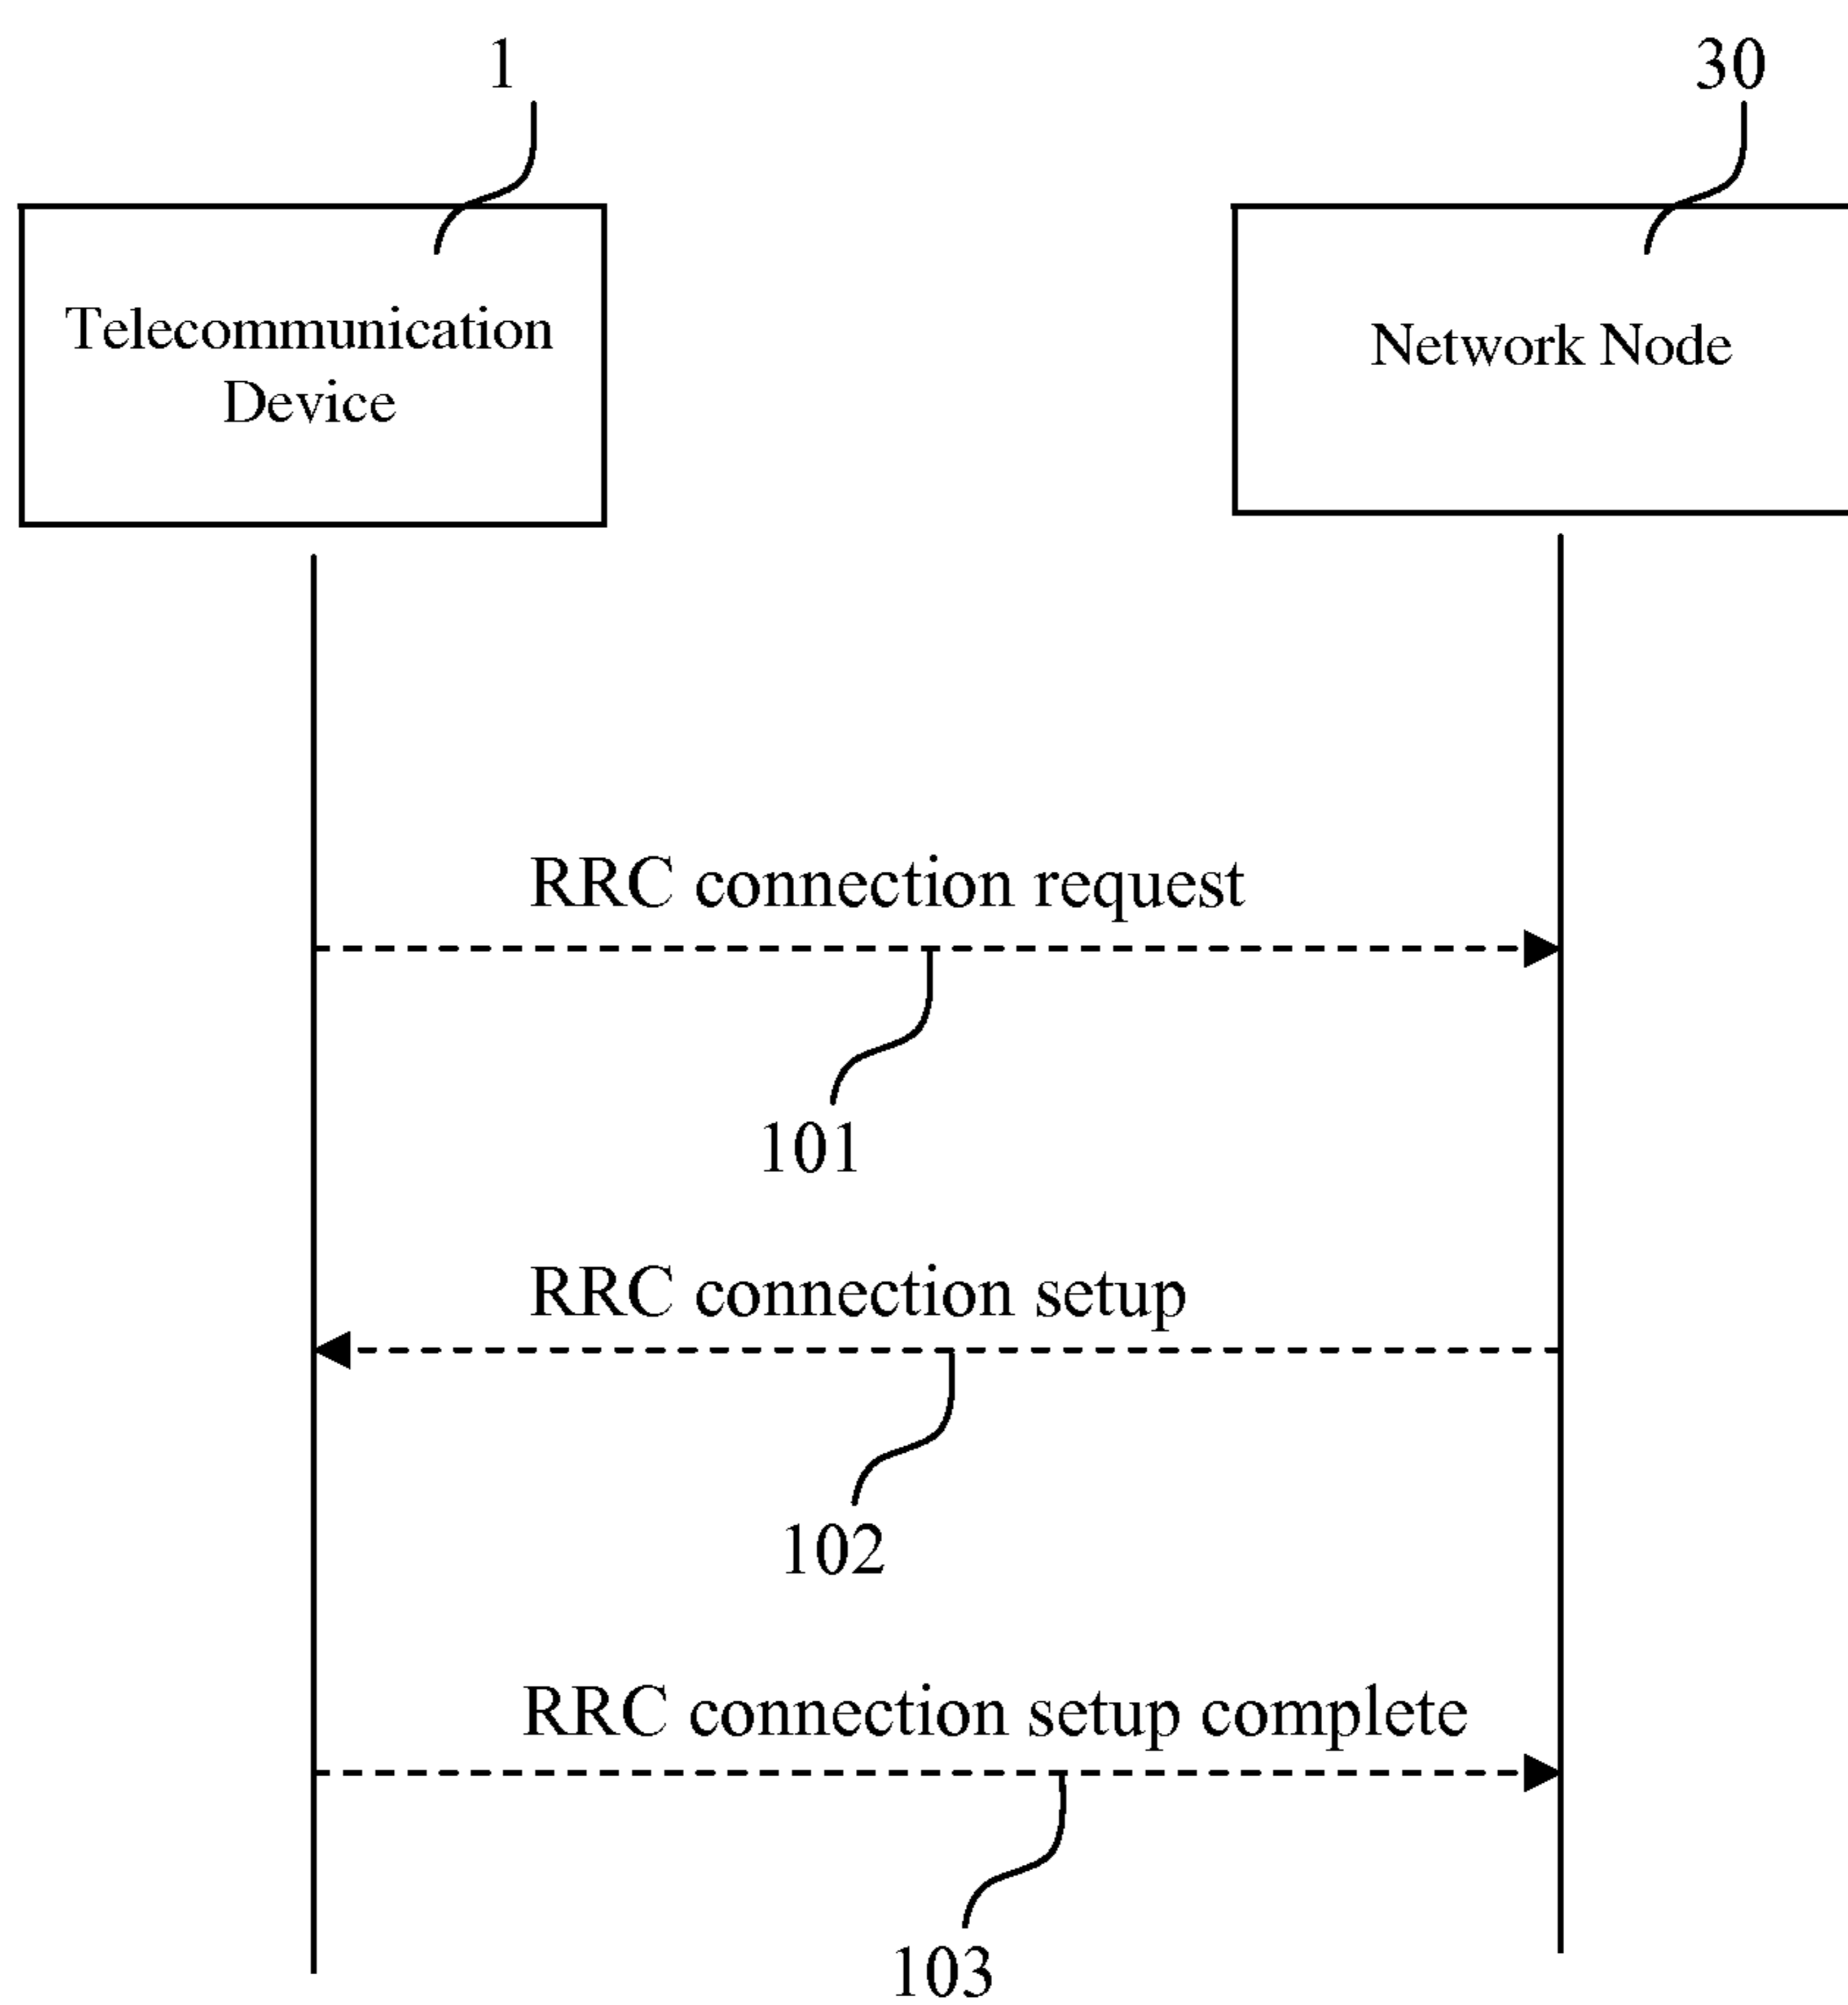 1
30
Telecommunication
Device
Network Node
RRC connection request
101
RRC connection setup
102
RRC connection setup complete
103